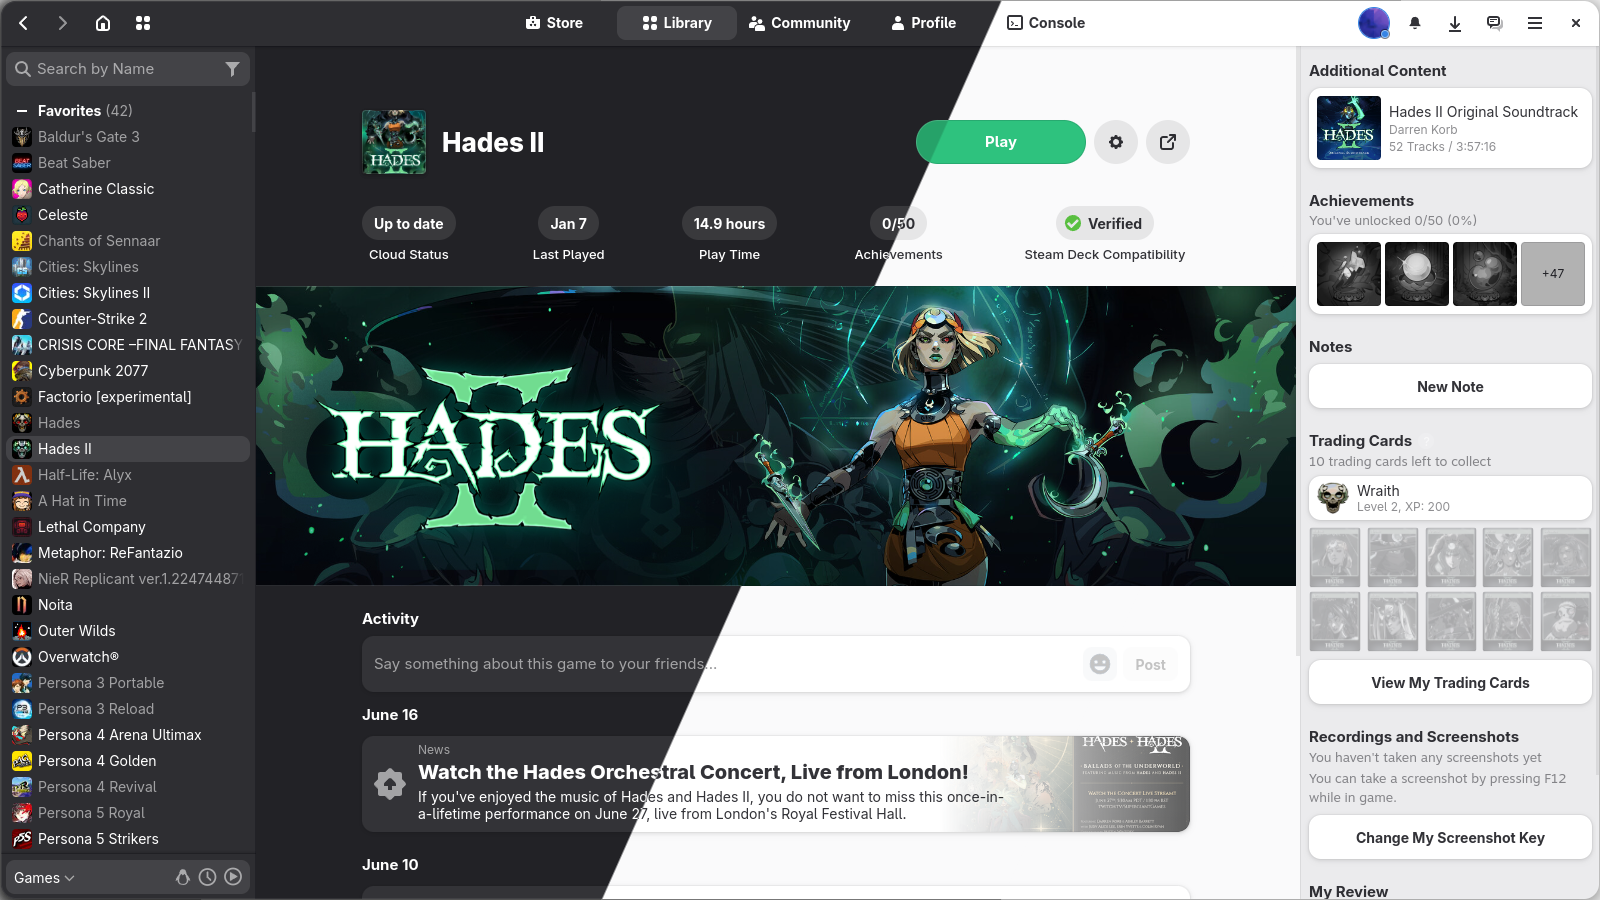 Store
Library
Community
Profile
Console
Search by Name
Favorites (42)
Baldur's Gate 3
Beat Saber
Catherine Classic
Celeste
Chants of Sennaar
Cities: Skylines
Cities: Skylines II
Counter-Strike 2
CRISIS CORE –FINAL FANTASY
Cyberpunk 2077
Factorio [experimental]
Hades
Hades II
Half-Life: Alyx
A Hat in Time
Lethal Company
Metaphor: ReFantazio
NieR Replicant ver.1.22474487
Noita
Outer Wilds
Overwatch®
Persona 3 Portable
Persona 3 Reload
Persona 4 Arena Ultimax
Persona 4 Golden
Persona 4 Revival
Persona 5 Royal
Persona 5 Strikers
Games
HADES
Hades II
Play
Up to date
Cloud Status
Jan 7
Last Played
14.9 hours
Play Time
0/50
Achievements
Verified
Steam Deck Compatibility
HADES
II
Activity
Say something about this game to your friends...
Post
June 16
News
Watch the Hades Orchestral Concert, Live from London!
If you've enjoyed the music of Hades and Hades II, you do not want to miss this once-in-
a-lifetime performance on June 27, live from London's Royal Festival Hall.
HADES · HADES
BALLADS OF THE UNDERWORLD
June 10
Additional Content
HADES
Hades II Original Soundtrack
Darren Korb
52 Tracks / 3:57:16
Achievements
You've unlocked 0/50 (0%)
+47
Notes
New Note
Trading Cards
10 trading cards left to collect
Wraith
Level 2, XP: 200
View My Trading Cards
Recordings and Screenshots
You haven't taken any screenshots yet
You can take a screenshot by pressing F12
while in game.
Change My Screenshot Key
My Review